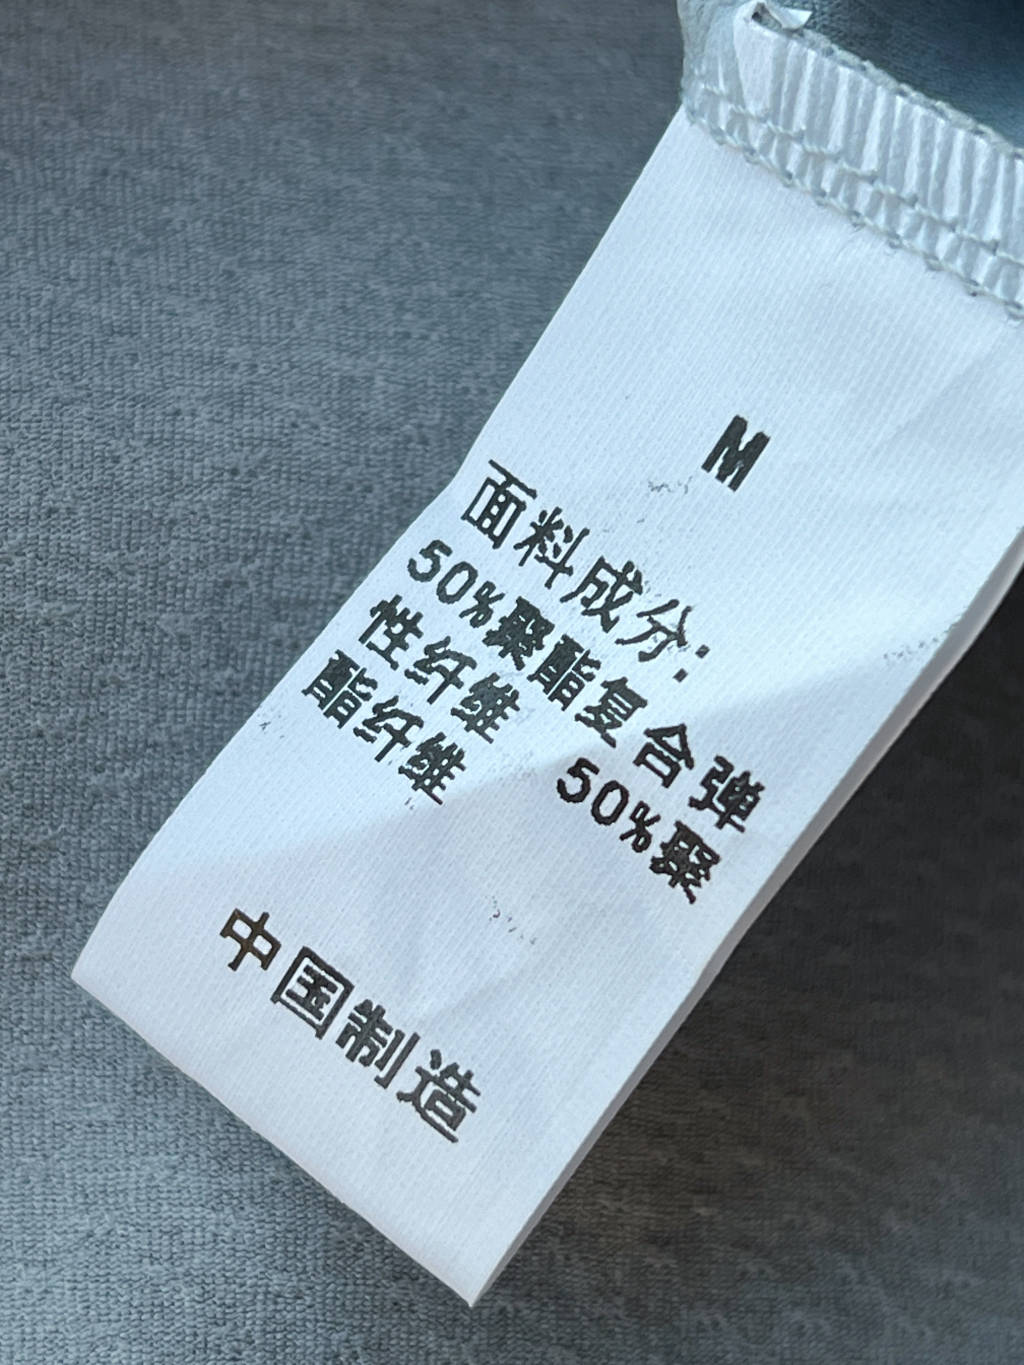 M
面料成分：
50%聚酯复合弹
性纤维 50%聚
酯纤维
中国制造